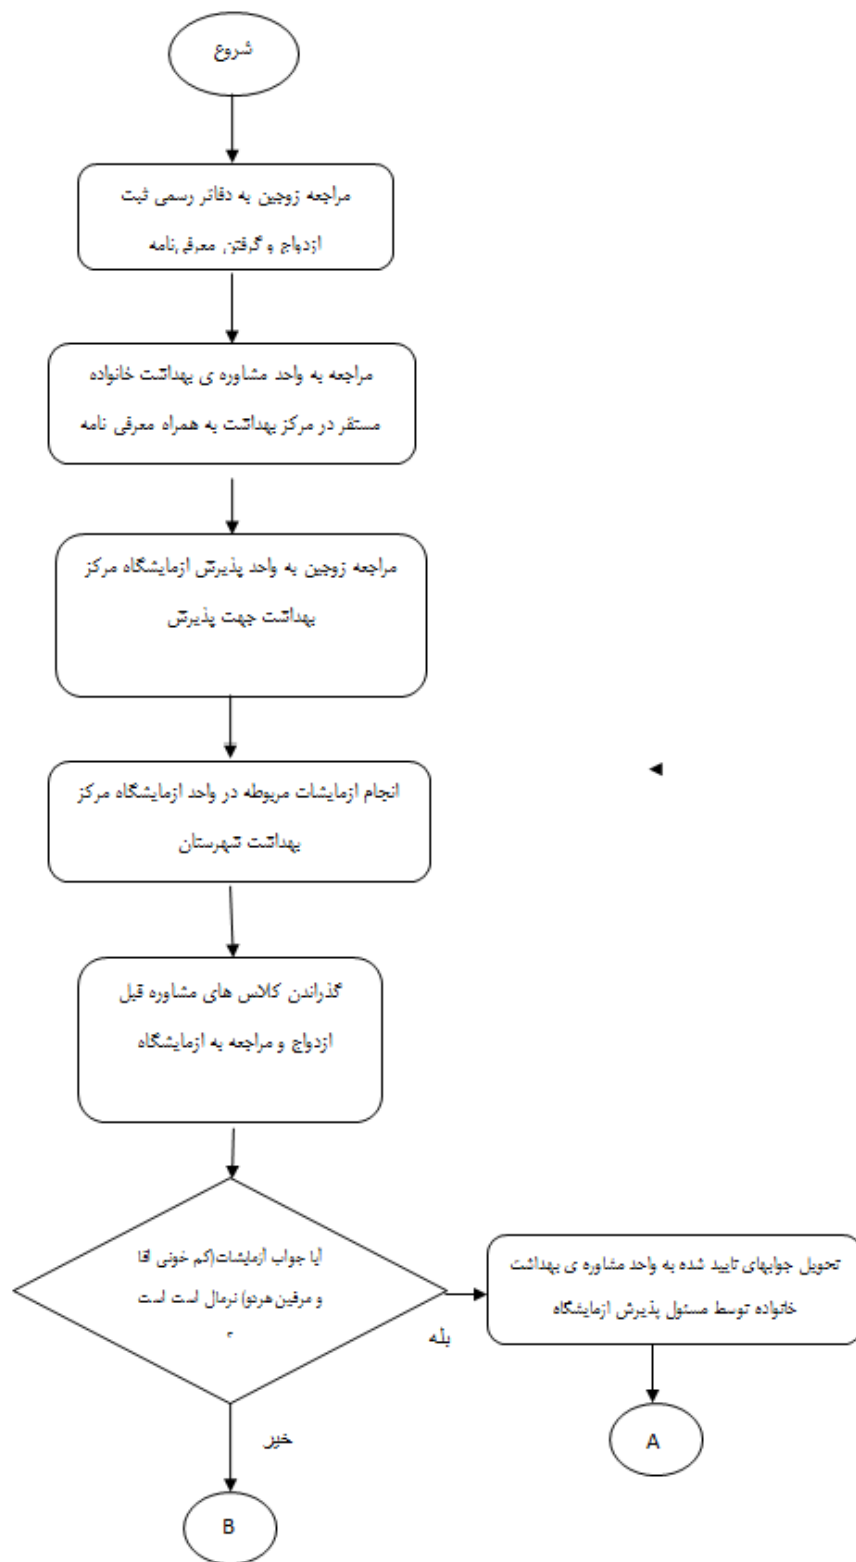 شروع
مراجعه زوجین به دفاتر رسمی ثبت
ازدواج و گرفتن معرفی‌نامه
مراجعه به واحد مشاوره ی بهداشت خانواده
مستقر در مرکز بهداشت به همراه معرفی نامه
مراجعه زوجین به واحد پذیرش ازمایشگاه مرکز
بهداشت جهت پذیرش
انجام ازمایشات مربوطه در واحد ازمایشگاه مرکز
بهداشت شهرستان
گذراندن کلاس های مشاوره قبل
ازدواج و مراجعه به ازمایشگاه
آیا جواب آزمایشات(کم خونی اقا
و مرفین هردو) نرمال است است
؟
بله
تحویل جوابهای تایید شده به واحد مشاوره ی بهداشت
خانواده توسط مسئول پذیرش ازمایشگاه
خیر
A
B